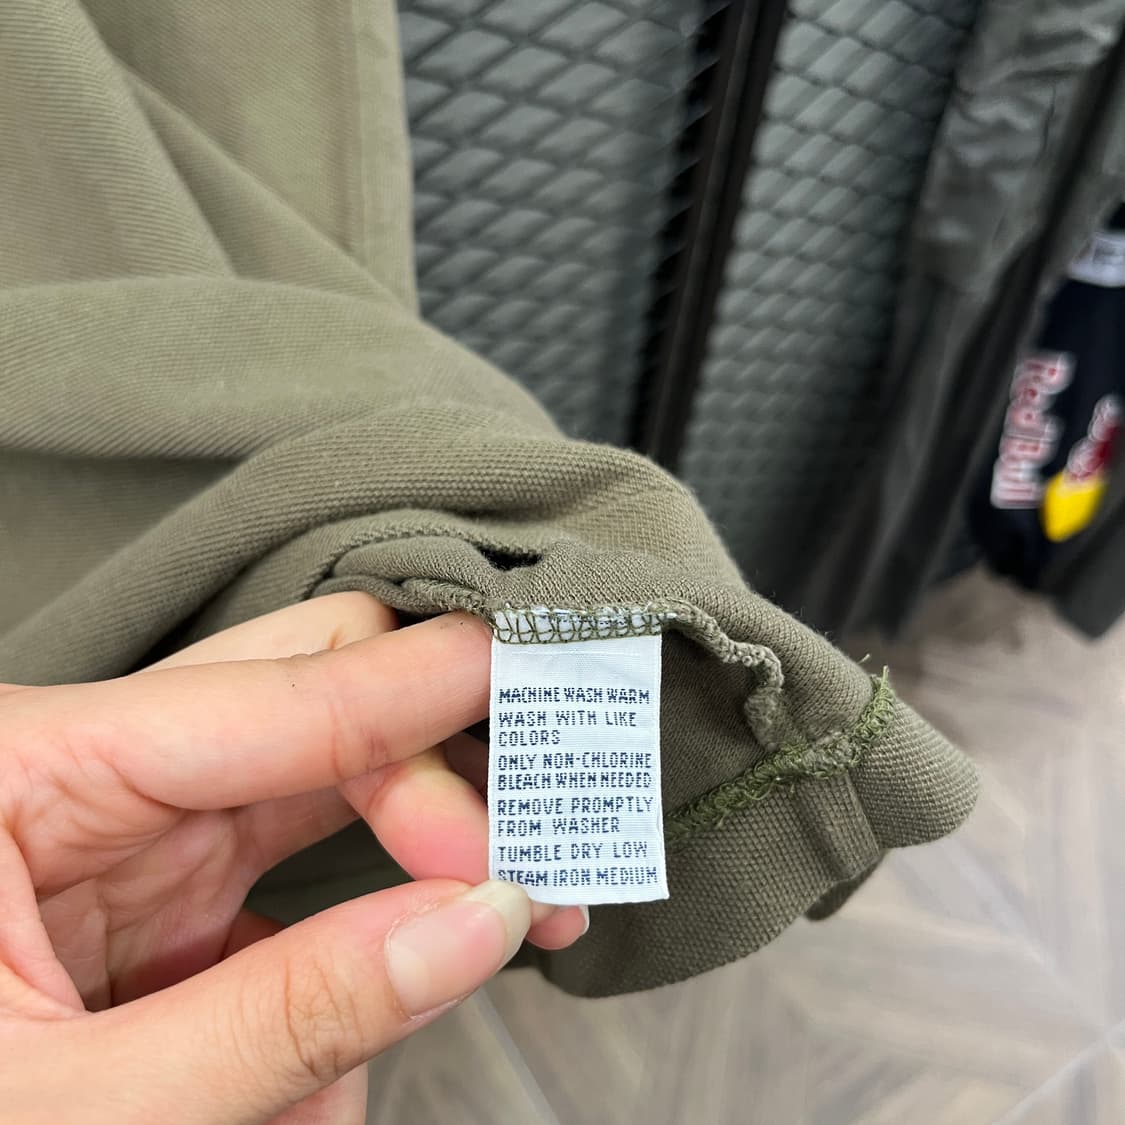 MACHINE WASH WARM
WASH WITH LIKE
COLORS
ONLY NON-CHLORINE
BLEACH WHEN NEEDED
REMOVE PROMPTLY
FROM WASHER
TUMBLE DRY LOW
STEAM IRON MEDIUM
Red Bull